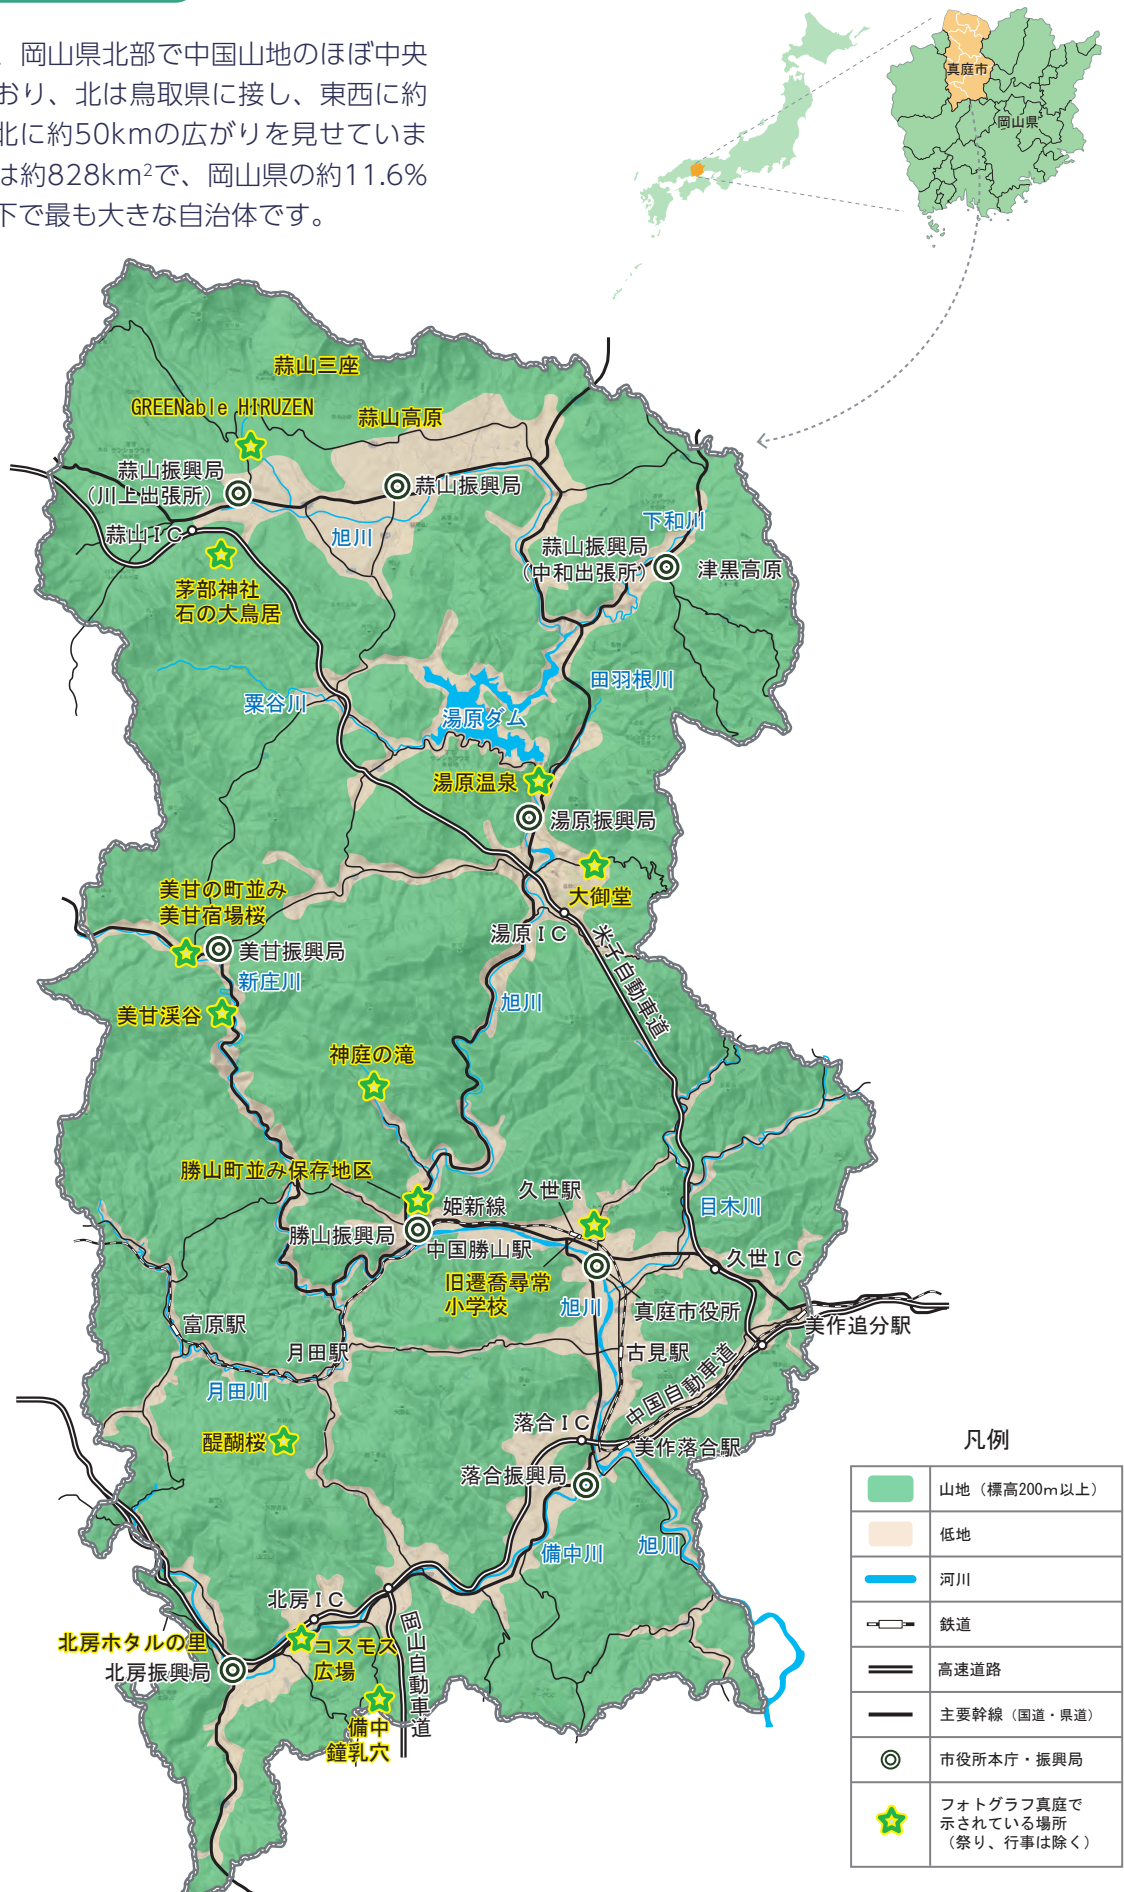 、岡山県北部で中国山地のほぼ中央
おり、北は鳥取県に接し、東西に約
北に約50kmの広がりを見せていま
は約828km²で、岡山県の約11.6%
下で最も大きな自治体です。
真庭市
岡山県
蒜山三座
GREENable HIRUZEN
蒜山高原
蒜山振興局
（川上出張所）
蒜山振興局
蒜山ＩＣ
旭川
下和川
蒜山振興局
（中和出張所）
津黒高原
茅部神社
石の大鳥居
粟谷川
田羽根川
湯原ダム
湯原温泉
湯原振興局
大御堂
美甘の町並み
美甘宿場桜
湯原ＩＣ
米子自動車道
美甘振興局
新庄川
旭川
美甘渓谷
神庭の滝
勝山町並み保存地区
姫新線
久世駅
目木川
勝山振興局
中国勝山駅
久世ＩＣ
旧遷喬尋常
小学校
旭川
真庭市役所
美作追分駅
富原駅
月田駅
古見駅
月田川
中国自動車道
落合ＩＣ
醍醐桜
美作落合駅
落合振興局
備中川
旭川
北房ＩＣ
岡山自動車道
北房ホタルの里
コスモス
広場
北房振興局
備中
鐘乳穴
凡例
山地（標高200ｍ以上）
低地
河川
鉄道
高速道路
主要幹線（国道・県道）
市役所本庁・振興局
フォトグラフ真庭で
示されている場所
（祭り、行事は除く）